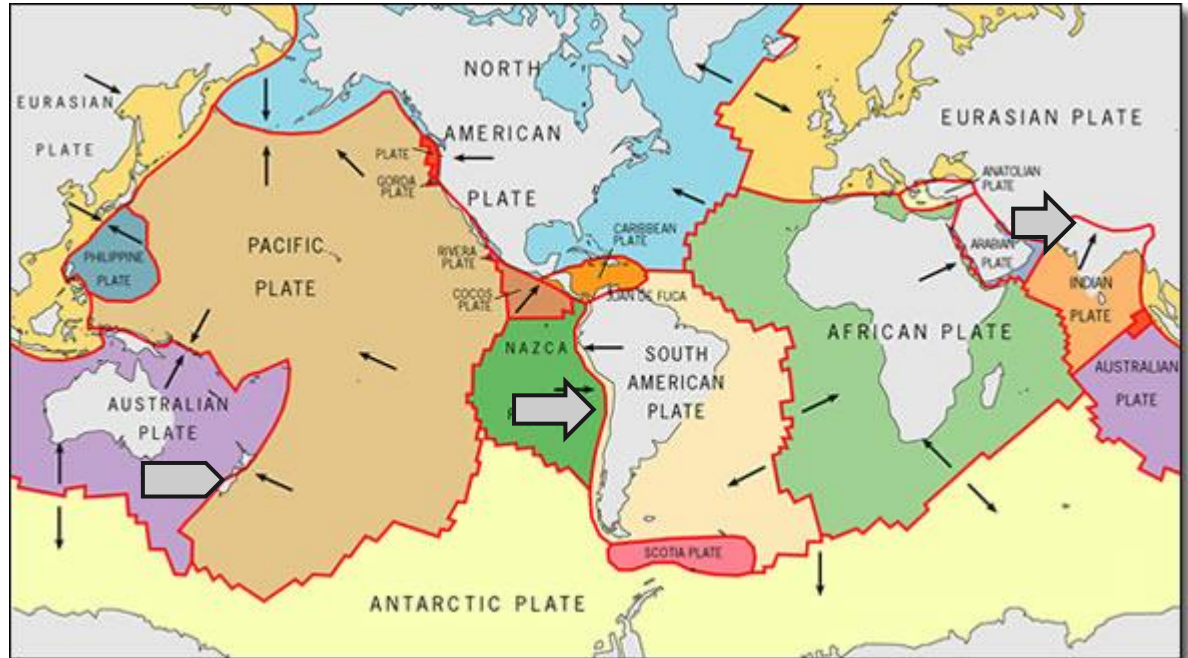 NORTH
AMERICAN
PLATE
EURASIAN
PLATE
EURASIAN PLATE
PLATE
GORDA
PLATE
ANATOLIAN
PLATE
PHILIPPINE
PLATE
PACIFIC
PLATE
RIVERA
PLATE
CARIBBEAN
PLATE
COCOS
PLATE
JUAN DE FUCA
ARABIAN
PLATE
INDIAN
PLATE
NAZCA
SOUTH
AMERICAN
PLATE
AFRICAN PLATE
AUSTRALIAN
PLATE
AUSTRALIAN
PLATE
SCOTIA PLATE
ANTARCTIC PLATE